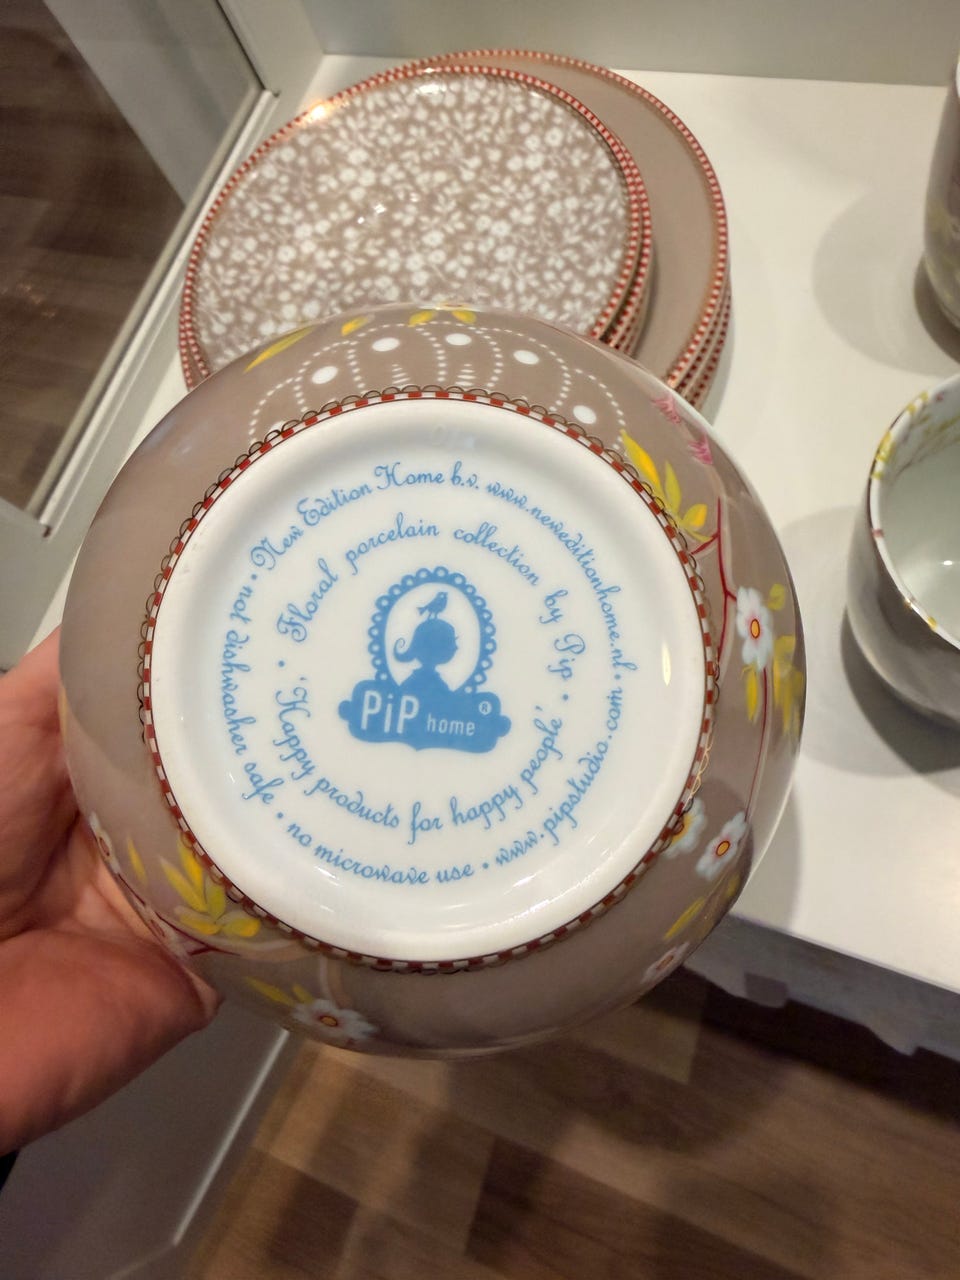 New Edition Home b.v. www.neweditionhome.nl •
not dishwasher safe • no microwave use • www.pipstudio.com •
Floral porcelain collection by Pip •
'Happy products for happy people' •
PiP home ®